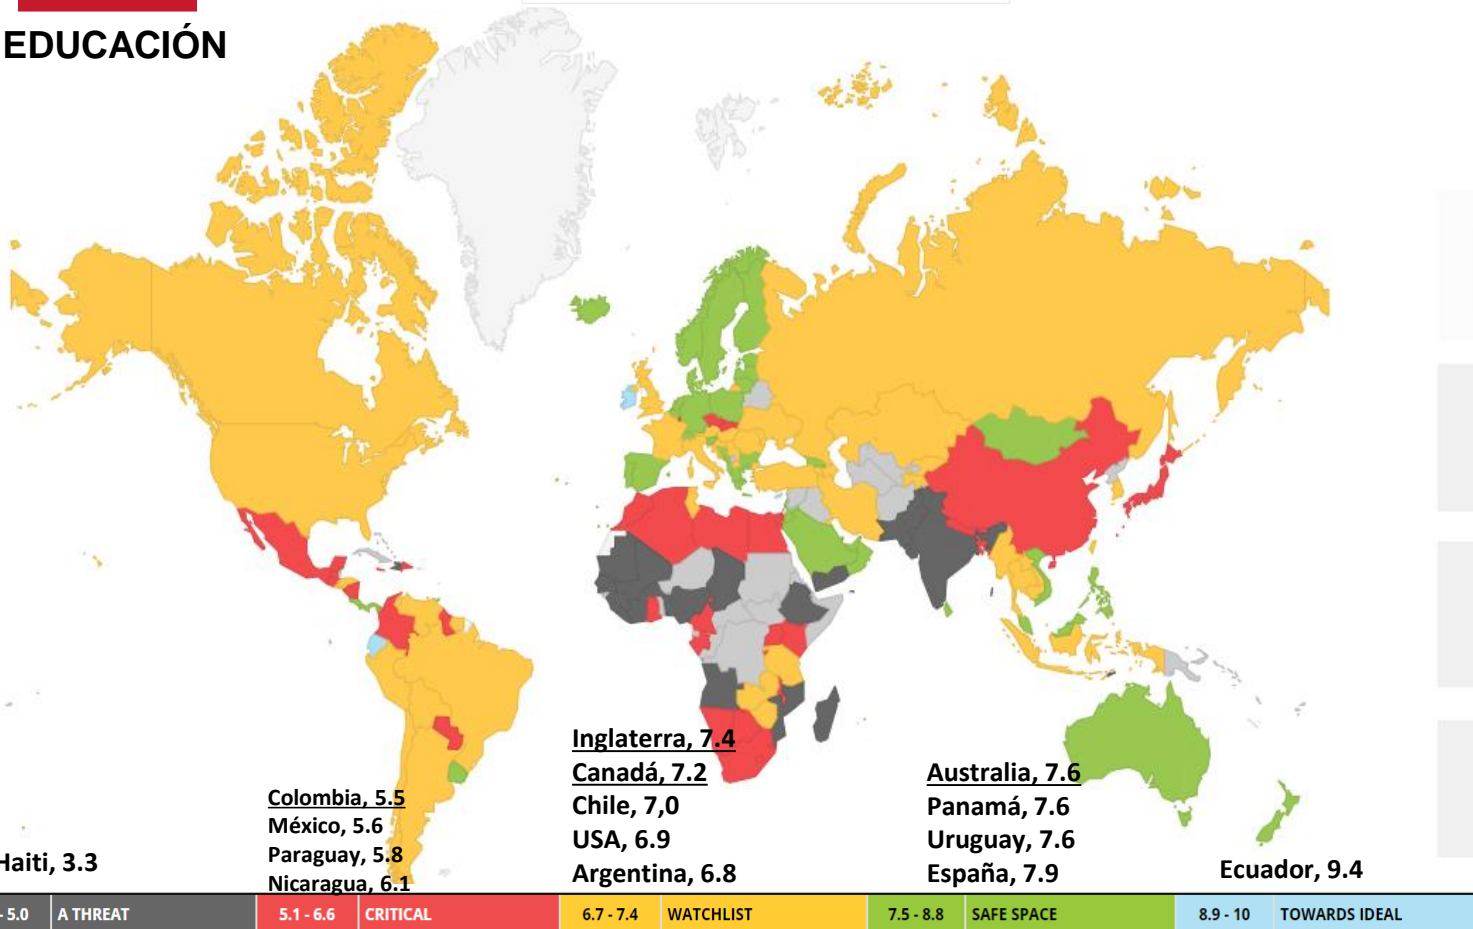 EDUCACIÓN
Haiti, 3.3
Colombia, 5.5
México, 5.6
Paraguay, 5.8
Nicaragua, 6.1
Inglaterra, 7.4
Canadá, 7.2
Chile, 7,0
USA, 6.9
Argentina, 6.8
Australia, 7.6
Panamá, 7.6
Uruguay, 7.6
España, 7.9
Ecuador, 9.4
- 5.0 A THREAT
5.1 - 6.6 CRITICAL
6.7 - 7.4 WATCHLIST
7.5 - 8.8 SAFE SPACE
8.9 - 10 TOWARDS IDEAL